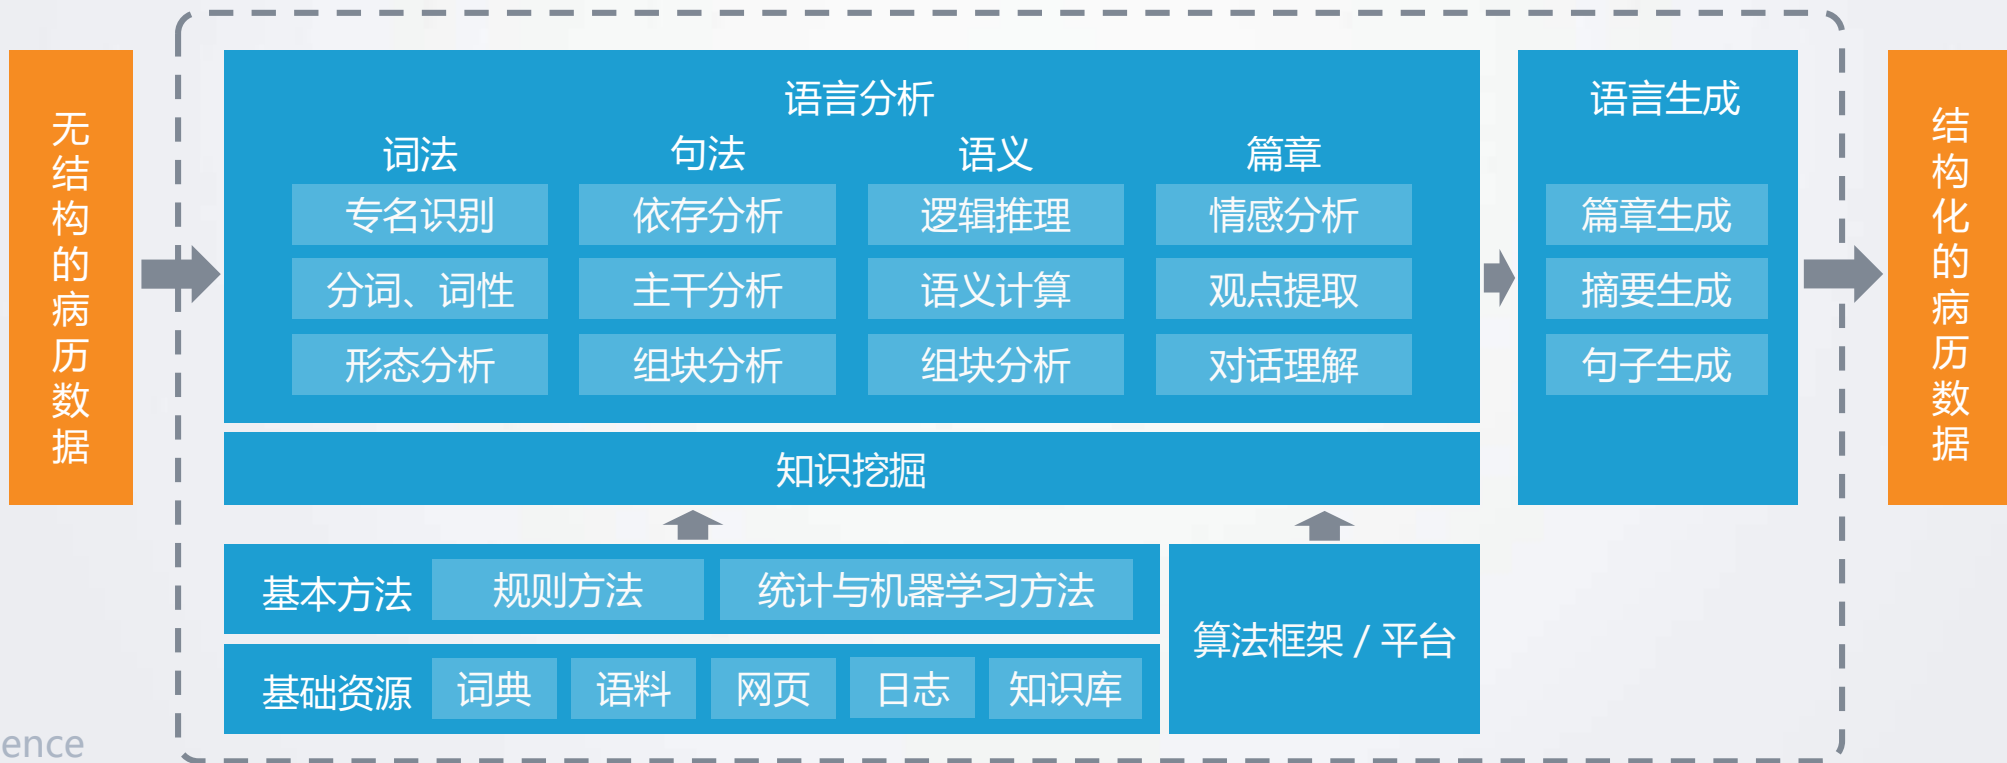 无结构的病历数据
语言分析
词法
句法
语义
篇章
专名识别
依存分析
逻辑推理
情感分析
分词、词性
主干分析
语义计算
观点提取
形态分析
组块分析
组块分析
对话理解
知识挖掘
语言生成
篇章生成
摘要生成
句子生成
结构化的病历数据
基本方法
规则方法
统计与机器学习方法
基础资源
词典
语料
网页
日志
知识库
算法框架 / 平台
ence